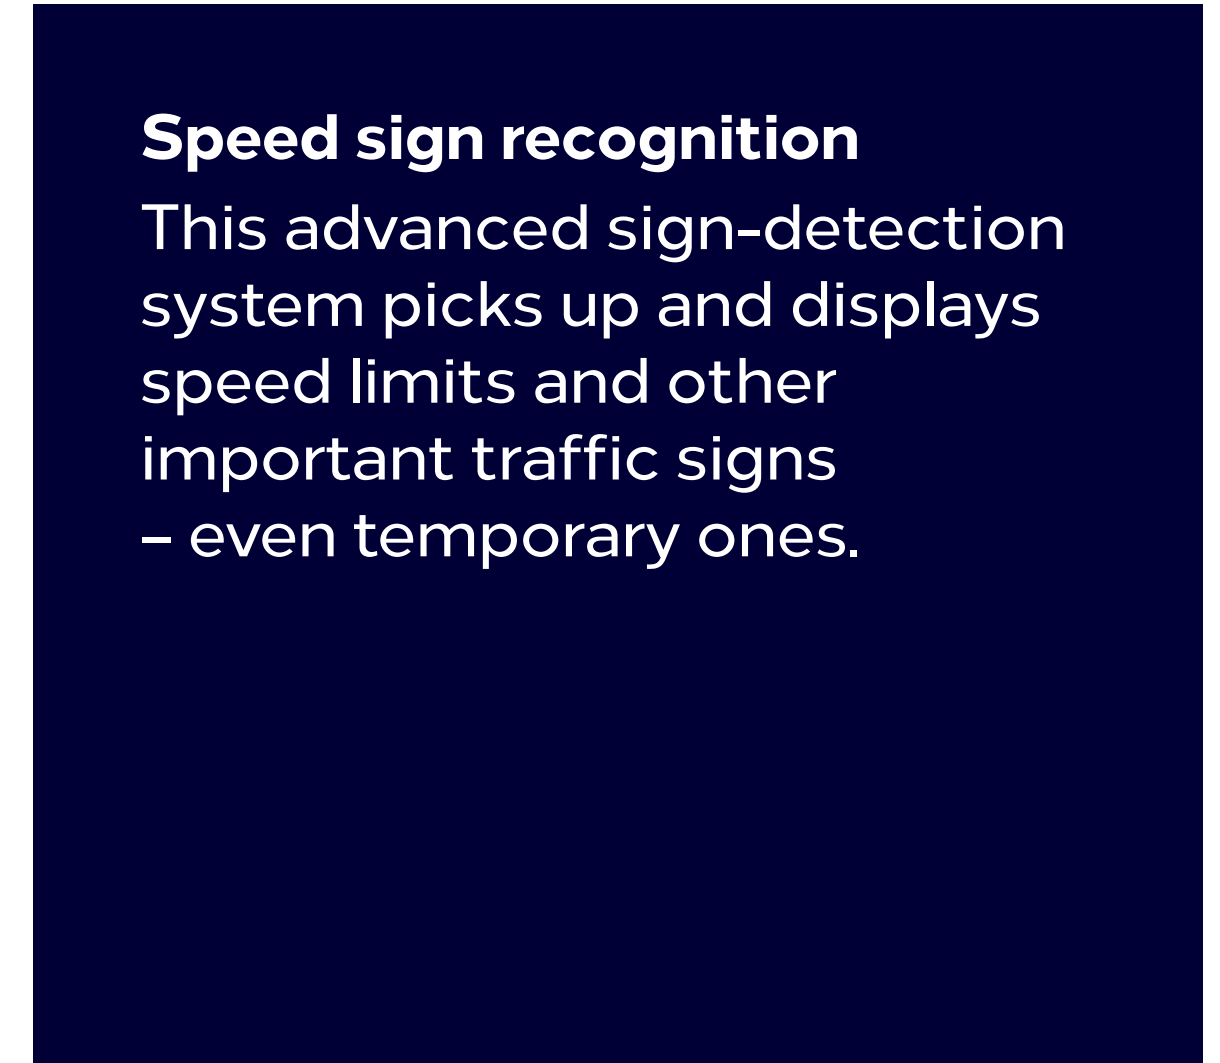 Speed sign recognition
This advanced sign-detection
system picks up and displays
speed limits and other
important traffic signs
– even temporary ones.